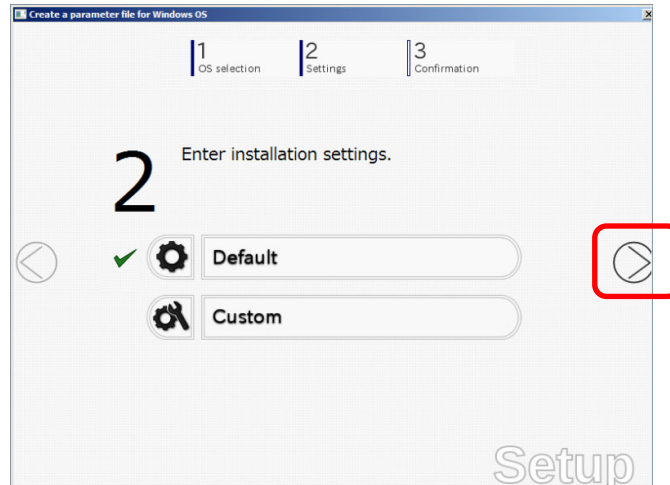 Create a parameter file for Windows OS
1
OS selection
2
Settings
3
Confirmation
2
Enter installation settings.
Default
Custom
Setup